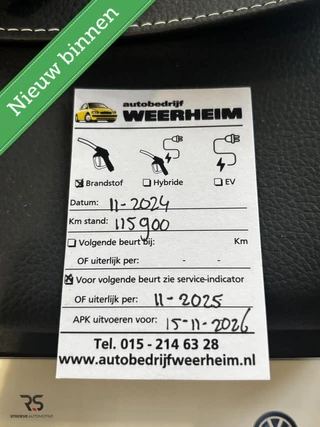 Nieuw binnen
autobedrijf
WEERHEIM
Brandstof Hybride EV
Datum: 11-2024
Km stand: 115900
Volgende beurt bij: Km
OF uiterlijk per: - -
Voor volgende beurt zie service-indicator
OF uiterlijk per: 11-2025
APK uitvoeren voor: 15-11-2026
Tel. 015 - 214 63 28
www.autobedrijfweerheim.nl
RS